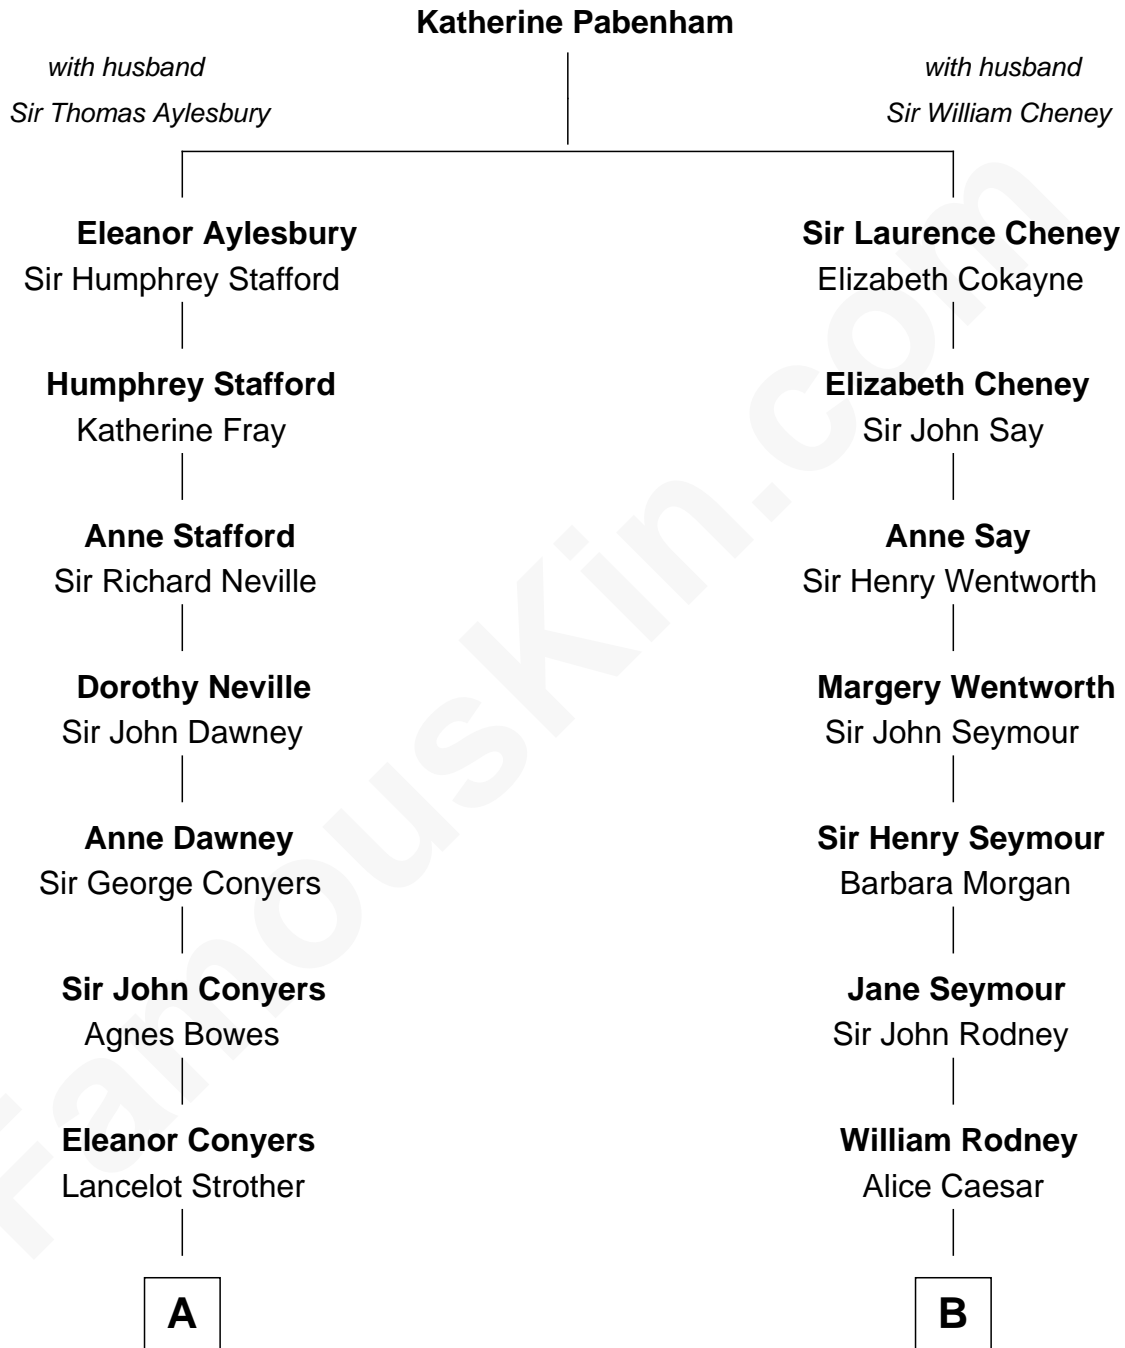 Katherine Pabenham
with husband
Sir Thomas Aylesbury
with husband
Sir William Cheney
Eleanor Aylesbury
Sir Humphrey Stafford
Sir Laurence Cheney
Elizabeth Cokayne
Humphrey Stafford
Katherine Fray
Elizabeth Cheney
Sir John Say
Anne Stafford
Sir Richard Neville
Anne Say
Sir Henry Wentworth
Dorothy Neville
Sir John Dawney
Margery Wentworth
Sir John Seymour
Anne Dawney
Sir George Conyers
Sir Henry Seymour
Barbara Morgan
Sir John Conyers
Agnes Bowes
Jane Seymour
Sir John Rodney
Eleanor Conyers
Lancelot Strother
William Rodney
Alice Caesar
A
B
FamousKin.com